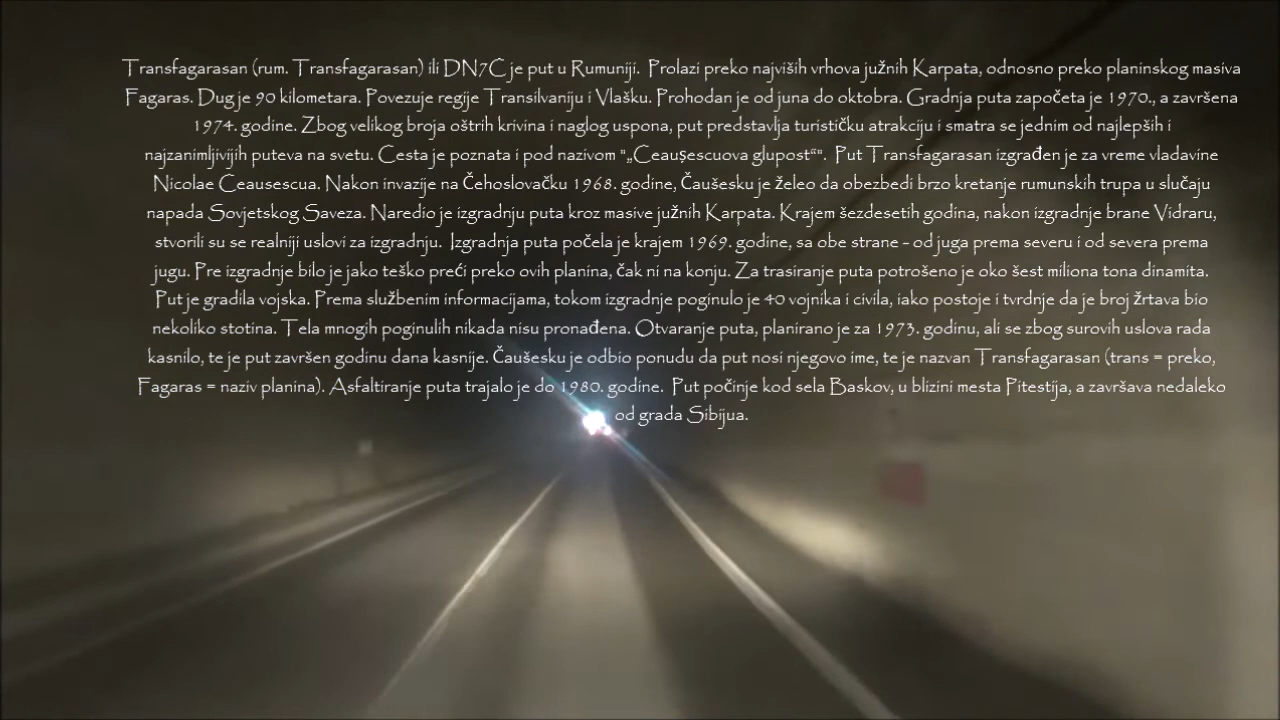 Transfagarasan (rum. Transfagarasan) ili DN7C je put u Rumuniji.  Prolazi preko najviših vrhova južnih Karpata, odnosno preko planinskog masiva
Fagaras. Dug je 90 kilometara. Povezuje regije Transilvaniju i Vlašku. Prohodan je od juna do oktobra. Gradnja puta započeta je 1970., a završena
1974. godine. Zbog velikog broja oštrih krivina i naglog uspona, put predstavlja turističku atrakciju i smatra se jednim od najlepših i
najzanimljivijih puteva na svetu. Cesta je poznata i pod nazivom "„Ceaușescuova glupost“".  Put Transfagarasan izgrađen je za vreme vladavine
Nicolae Ceausescua. Nakon invazije na Čehoslovačku 1968. godine, Čaušesku je želeo da obezbedi brzo kretanje rumunskih trupa u slučaju
napada Sovjetskog Saveza. Naredio je izgradnju puta kroz masive južnih Karpata. Krajem šezdesetih godina, nakon izgradnje brane Vidraru,
stvorili su se realniji uslovi za izgradnju.  Izgradnja puta počela je krajem 1969. godine, sa obe strane - od juga prema severu i od severa prema
jugu. Pre izgradnje bilo je jako teško preći preko ovih planina, čak ni na konju. Za trasiranje puta potrošeno je oko šest miliona tona dinamita.
Put je gradila vojska. Prema službenim informacijama, tokom izgradnje poginulo je 40 vojnika i civila, iako postoje i tvrdnje da je broj žrtava bio
nekoliko stotina. Tela mnogih poginulih nikada nisu pronađena. Otvaranje puta, planirano je za 1973. godinu, ali se zbog surovih uslova rada
kasnilo, te je put završen godinu dana kasnije. Čaušesku je odbio ponudu da put nosi njegovo ime, te je nazvan Transfagarasan (trans = preko,
Fagaras = naziv planina). Asfaltiranje puta trajalo je do 1980. godine.  Put počinje kod sela Baskov, u blizini mesta Pitestija, a završava nedaleko
od grada Sibijua.